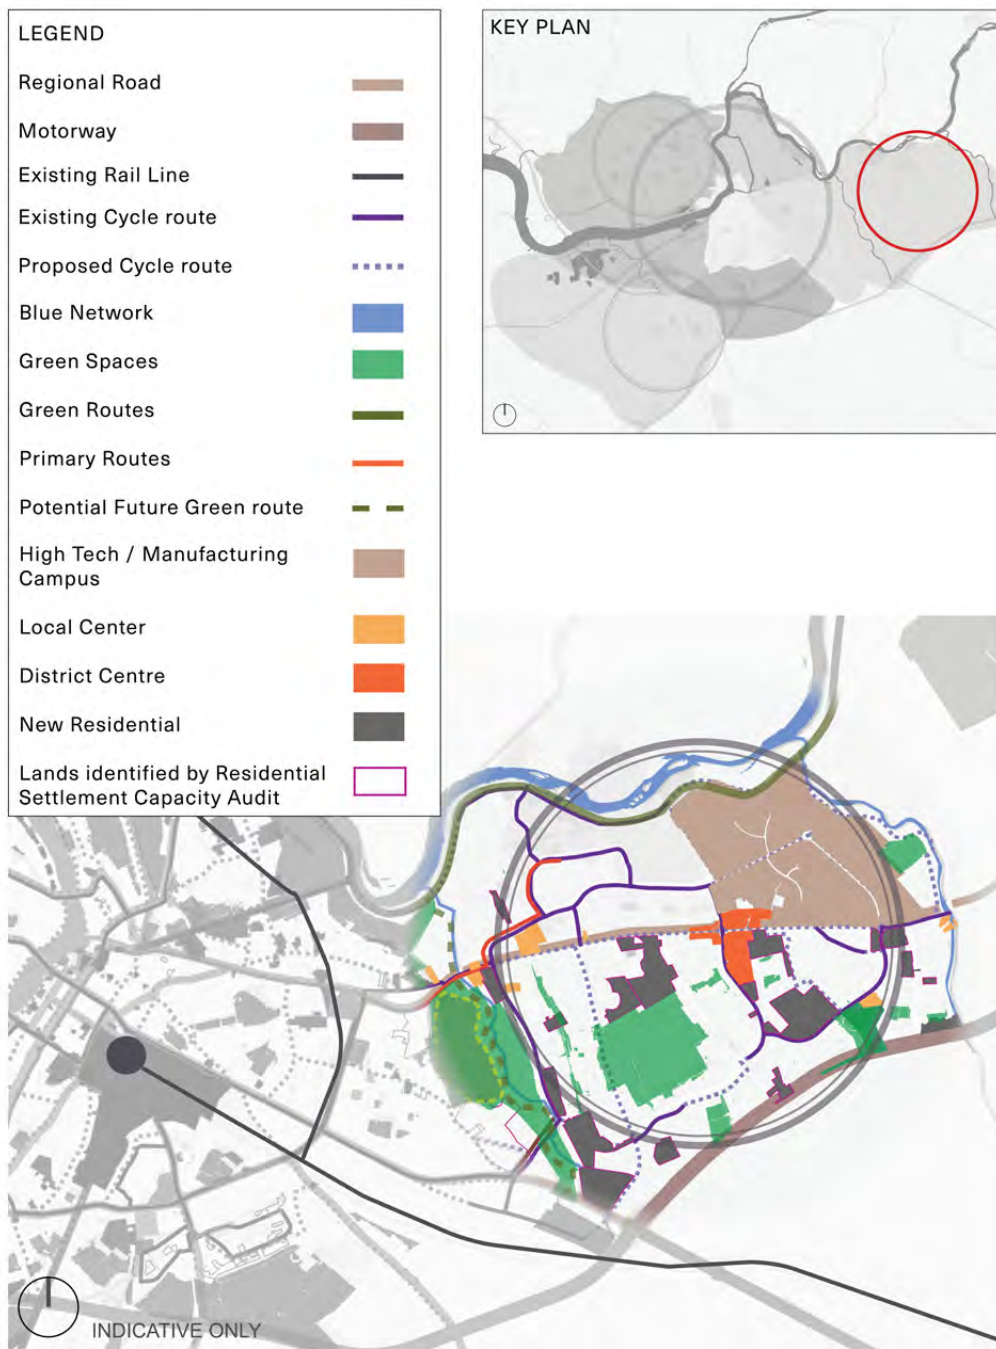 LEGEND
Regional Road
Motorway
Existing Rail Line
Existing Cycle route
Proposed Cycle route
Blue Network
Green Spaces
Green Routes
Primary Routes
Potential Future Green route
High Tech / Manufacturing
Campus
Local Center
District Centre
New Residential
Lands identified by Residential
Settlement Capacity Audit
KEY PLAN
INDICATIVE ONLY